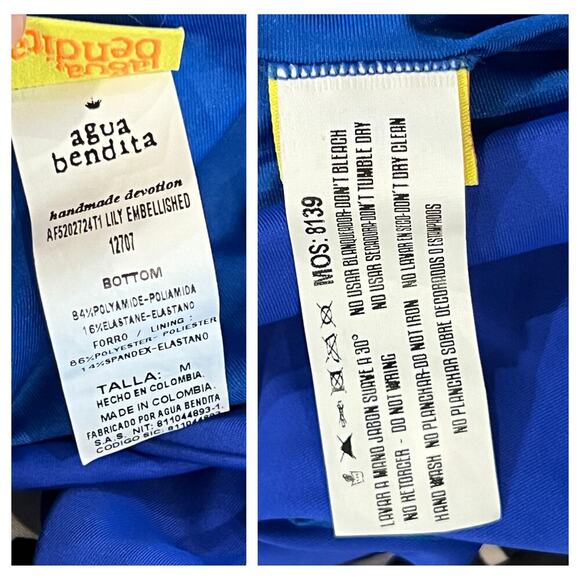 agua
bendita
agua
bendita
handmade devotion
AF5202724T1 LILY EMBELLISHED
12707
BOTTOM
84%POLYAMIDE-POLIAMIDA
16%ELASTANE-ELASTANO
FORRO / LINING :
86%POLYESTER-POLIESTER
14%SPANDEX-ELASTANO
TALLA: M
HECHO EN COLOMBIA.
MADE IN COLOMBIA.
FABRICADO POR AGUA BENDITA
S.A.S. NIT: 811044893-1.
CODIGO SIC: 8110448
MOS: 8139
LAVAR A MANO JABON SUAVE A 30° NO USAR BLANQUEADOR-DON'T BLEACH
NO RETORCER - DO NOT WRING NO USAR SECADORA-DON'T TUMBLE DRY
HAND WASH NO PLANCHAR-DO NOT IRON NO LAVAR EN SECO-DON'T DRY CLEAN
NO PLANCHAR SOBRE DECORADOS O ESTAMPADOS